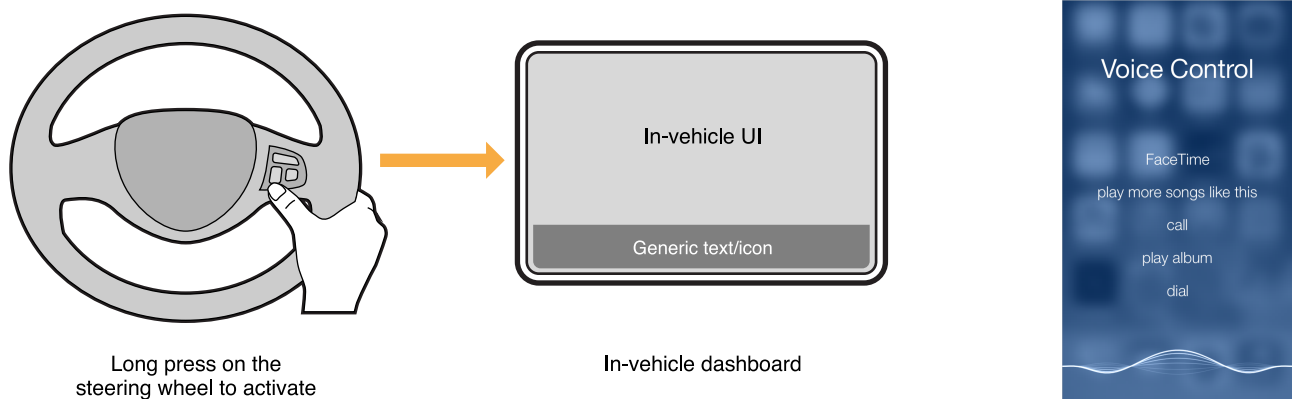 Voice Control
In-vehicle UI
FaceTime
play more songs like this
call
Generic text/icon
play album
dial
Long press on the
steering wheel to activate
In-vehicle dashboard